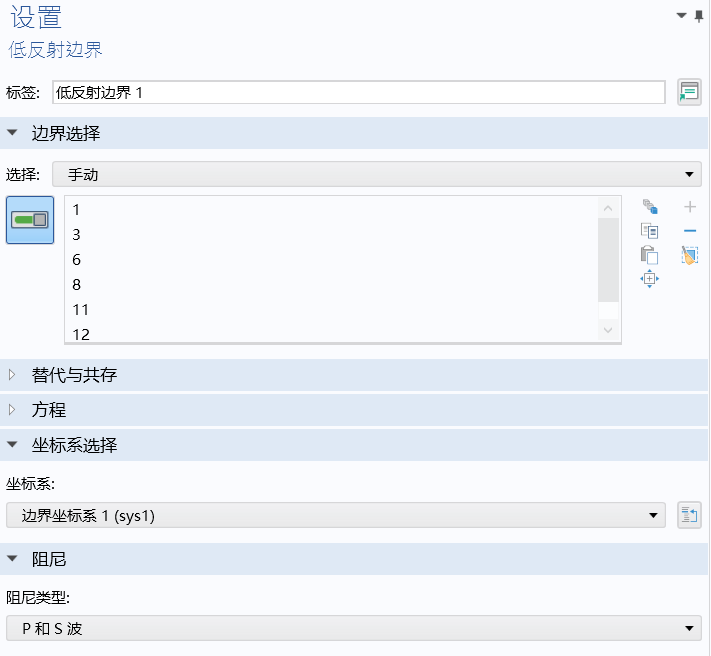 设置
低反射边界
标签: 低反射边界 1
边界选择
选择: 手动
1
3
6
8
11
12
替代与共存
方程
坐标系选择
坐标系:
边界坐标系 1 (sys1)
阻尼
阻尼类型:
P 和 S 波